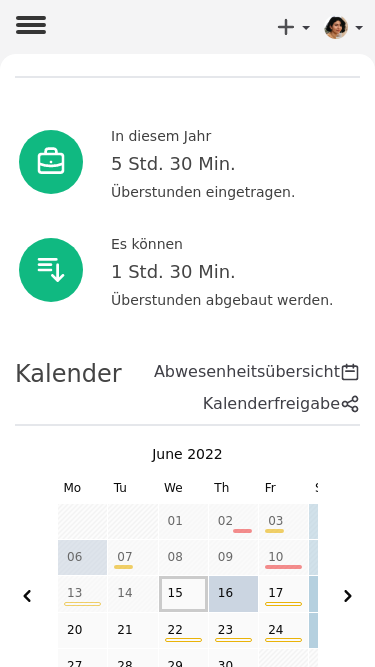 In diesem Jahr
5 Std. 30 Min.
Überstunden eingetragen.
Es können
1 Std. 30 Min.
Überstunden abgebaut werden.
Kalender
Abwesenheitsübersicht
Kalenderfreigabe
June 2022
Mo Tu We Th Fr
01 02 03
06 07 08 09 10
13 14 15 16 17
20 21 22 23 24
27 28 29 30